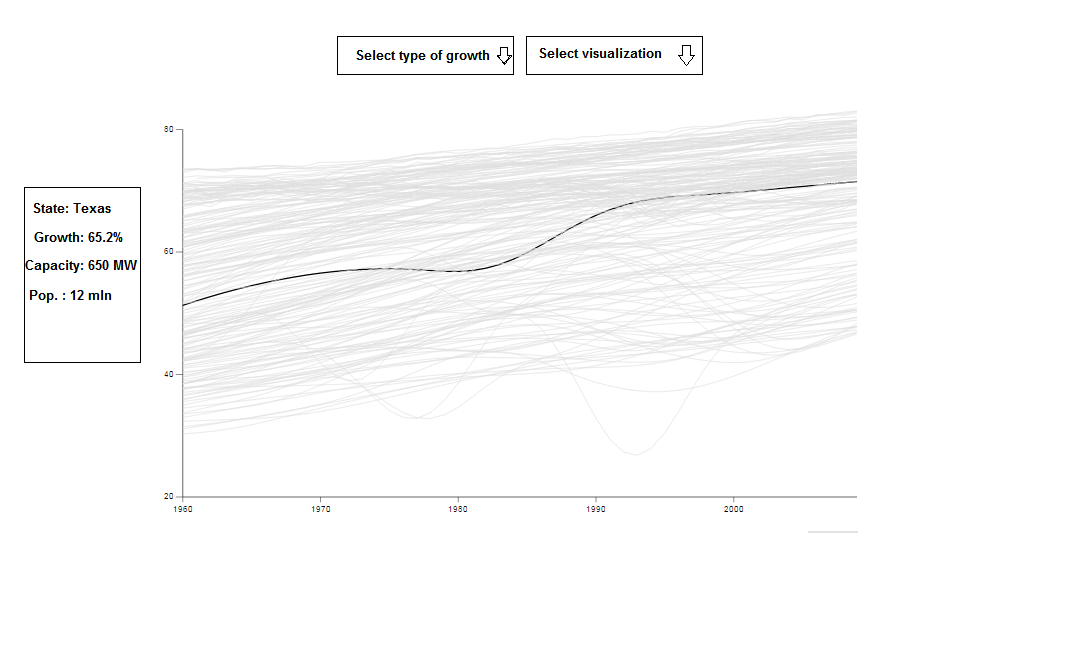 Select type of growth
Select visualization
State: Texas
Growth: 65.2%
Capacity: 650 MW
Pop. : 12 mln
80
60
40
20
1960 1970 1980 1990 2000